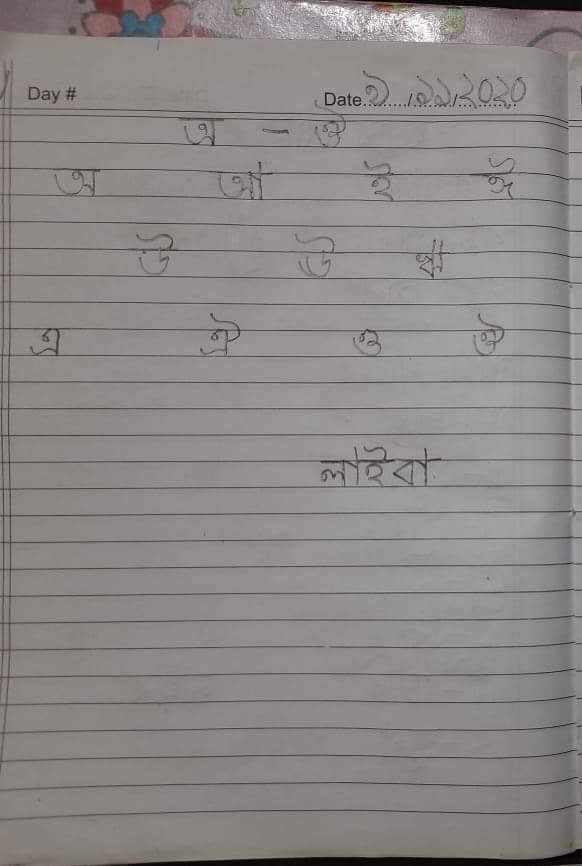 Day # Date ৯/১১/২০২০
অ - ঔ
অ আ ই ঈ
উ ঊ ঋ
এ ঐ ও ঔ
লাইবা